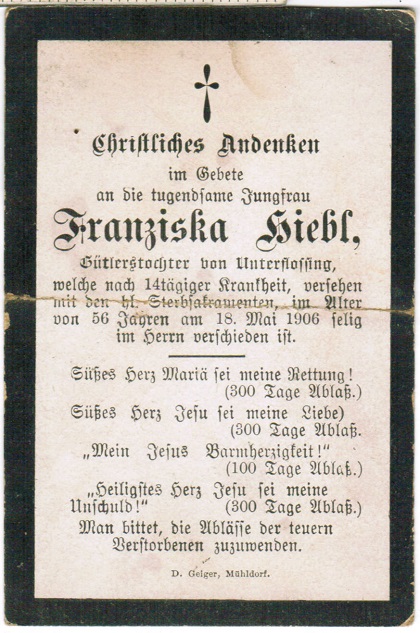 Christliches Andenken
im Gebete
an die tugendsame Jungfrau
Franziska Hiebl,
Gütlerstochter von Unterflossing,
welche nach 14tägiger Krankheit, versehen
mit den hl. Sterbsakramenten, im Alter
von 56 Jahren am 18. Mai 1906 selig
im Herrn verschieden ist.
Süßes Herz Mariä sei meine Rettung!
(300 Tage Ablaß.)
Süßes Herz Jesu sei meine Liebe)
(300 Tage Ablaß.
„Mein Jesus Barmherzigkeit!"
(100 Tage Ablaß.)
„Heiligstes Herz Jesu sei meine
Unschuld!" (300 Tage Ablaß.)
Man bittet, die Ablässe der teuern
Verstorbenen zuzuwenden.
D. Geiger, Mühldorf.